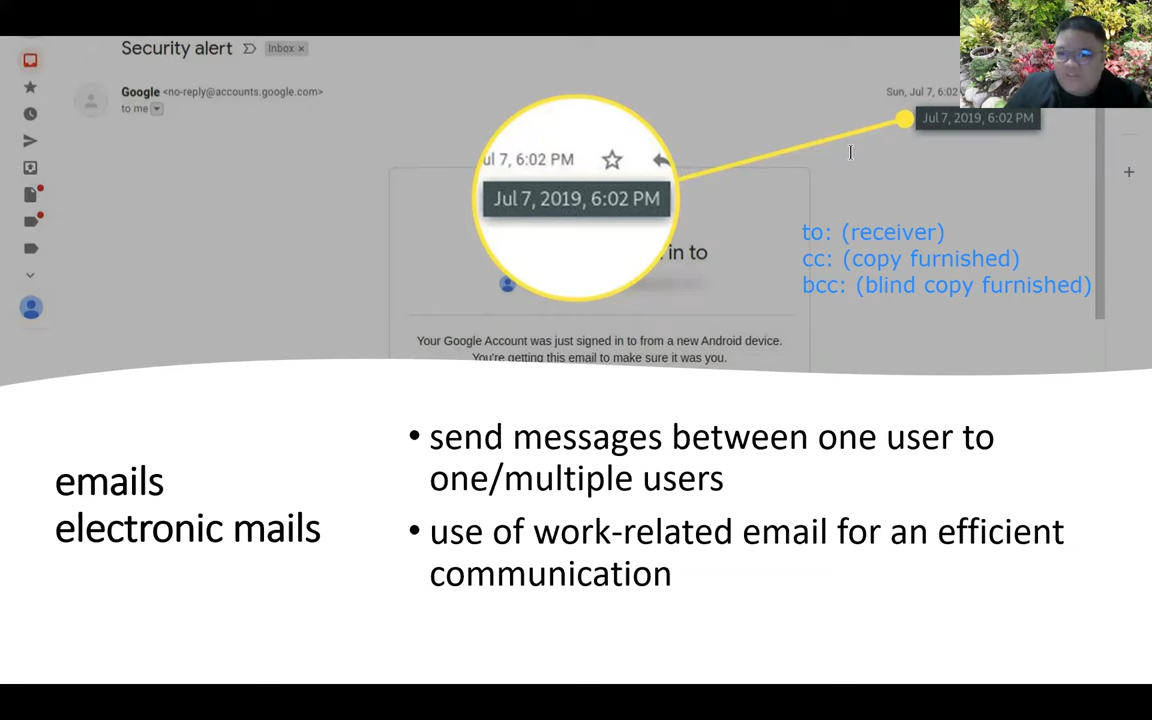 Security alert Inbox ×
Google <no-reply@accounts.google.com>
to me
Sun, Jul 7, 6:02
Jul 7, 2019, 6:02 PM
ul 7, 6:02 PM
Jul 7, 2019, 6:02 PM
in to
to: (receiver)
cc: (copy furnished)
bcc: (blind copy furnished)
Your Google Account was just signed in to from a new Android device.
You're getting this email to make sure it was you.
emails
electronic mails
• send messages between one user to
one/multiple users
• use of work-related email for an efficient
communication